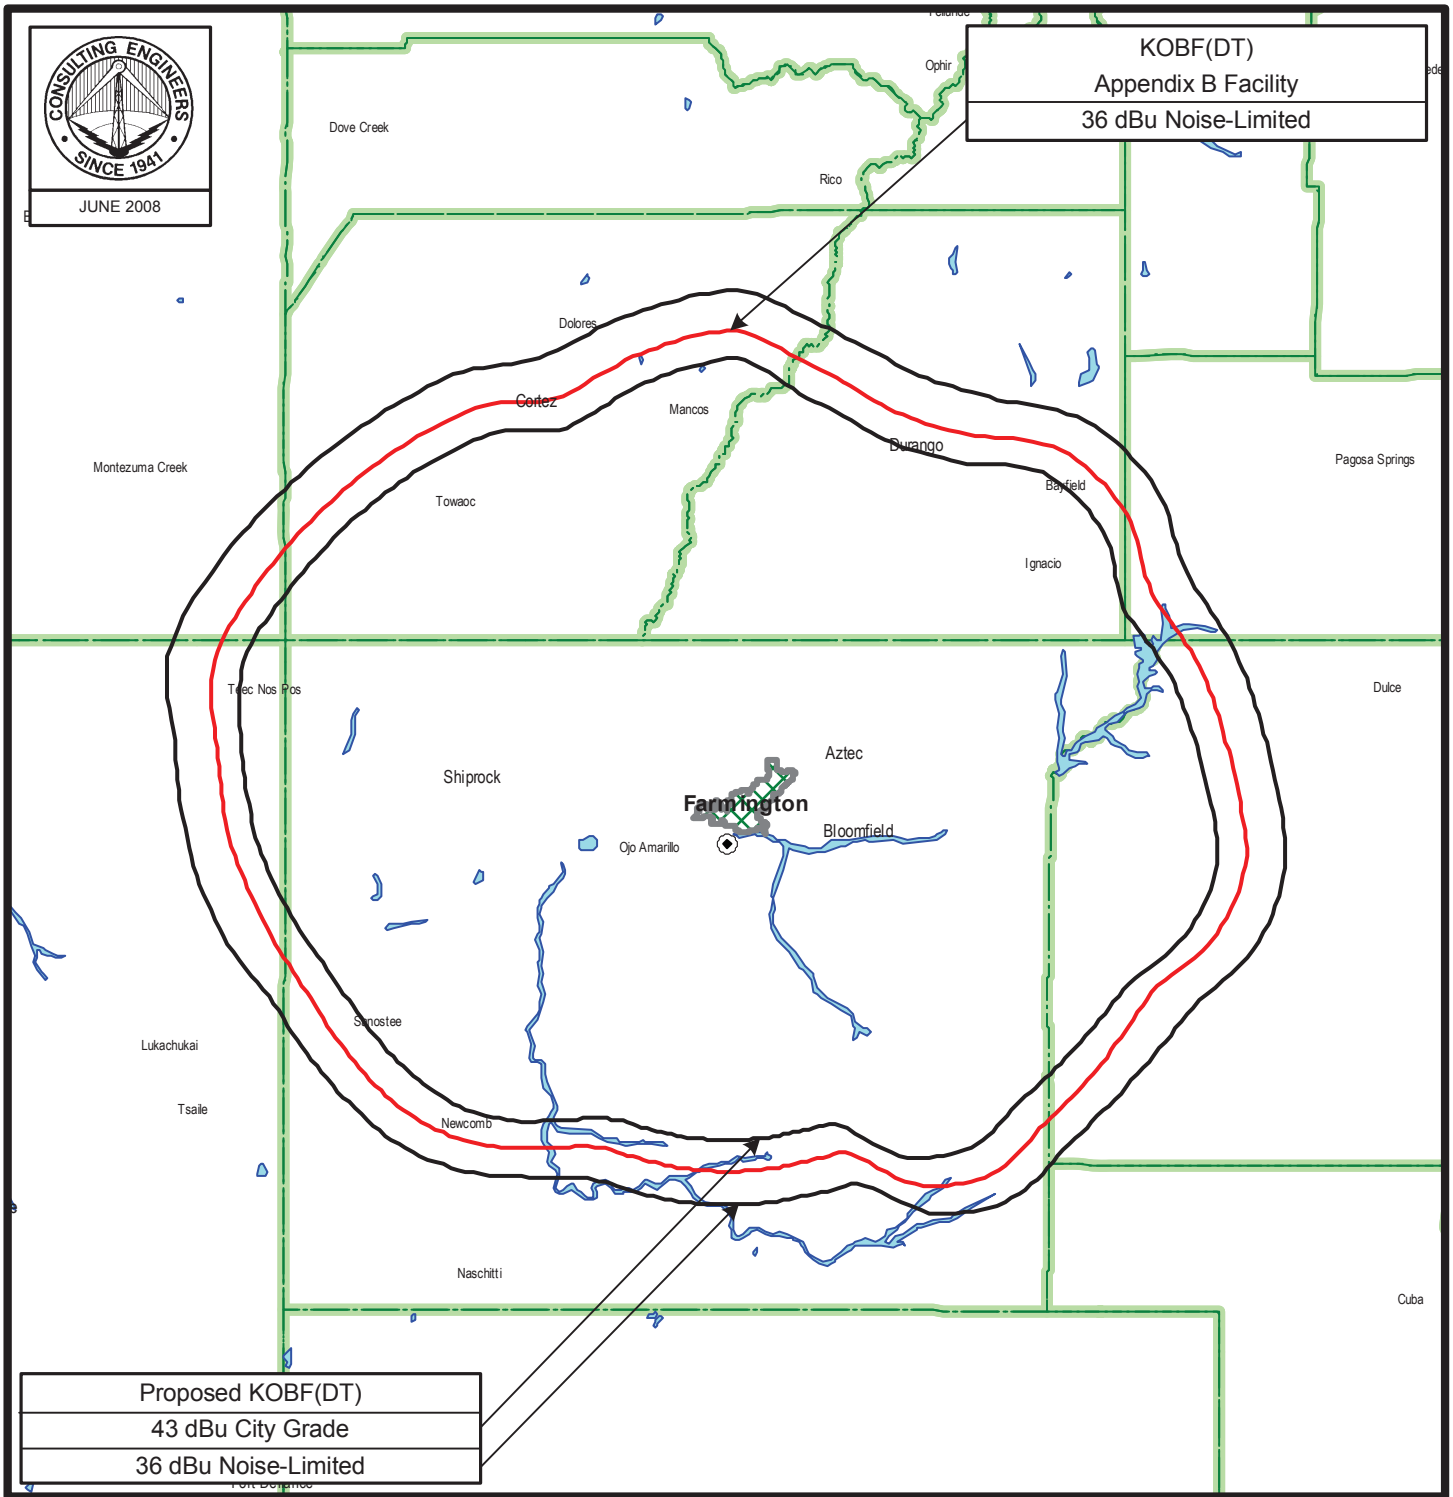 CONSULTING ENGINEERS
SINCE 1941
JUNE 2008
KOBF(DT)
Appendix B Facility
36 dBu Noise-Limited
Ophir
Dove Creek
Rico
Dolores
Cortez
Mancos
Durango
Montezuma Creek
Pagosa Springs
Bayfield
Towaoc
Ignacio
Teec Nos Pos
Dulce
Aztec
Shiprock
Farmington
Bloomfield
Ojo Amarillo
Sanostee
Lukachukai
Tsaile
Newcomb
Naschitti
Cuba
Proposed KOBF(DT)
43 dBu City Grade
36 dBu Noise-Limited